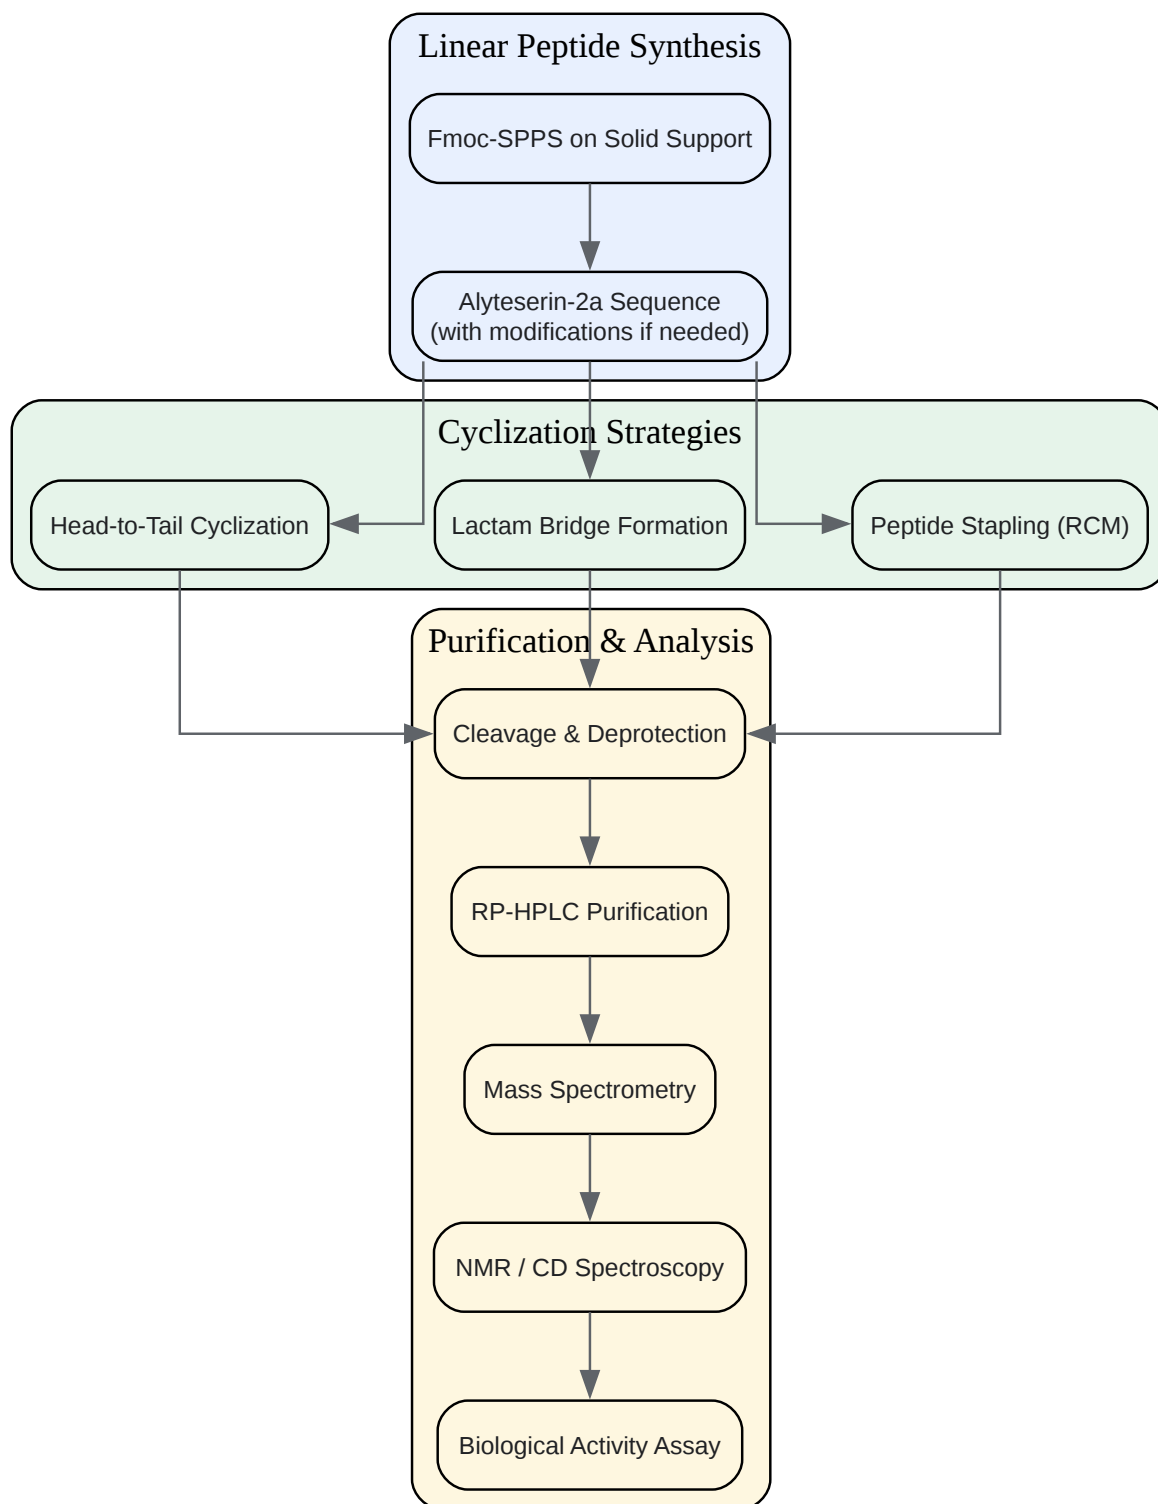 Linear Peptide Synthesis
Fmoc-SPPS on Solid Support
Alyteserin-2a Sequence
(with modifications if needed)
Cyclization Strategies
Head-to-Tail Cyclization
Lactam Bridge Formation
Peptide Stapling (RCM)
Purification & Analysis
Cleavage & Deprotection
RP-HPLC Purification
Mass Spectrometry
NMR / CD Spectroscopy
Biological Activity Assay